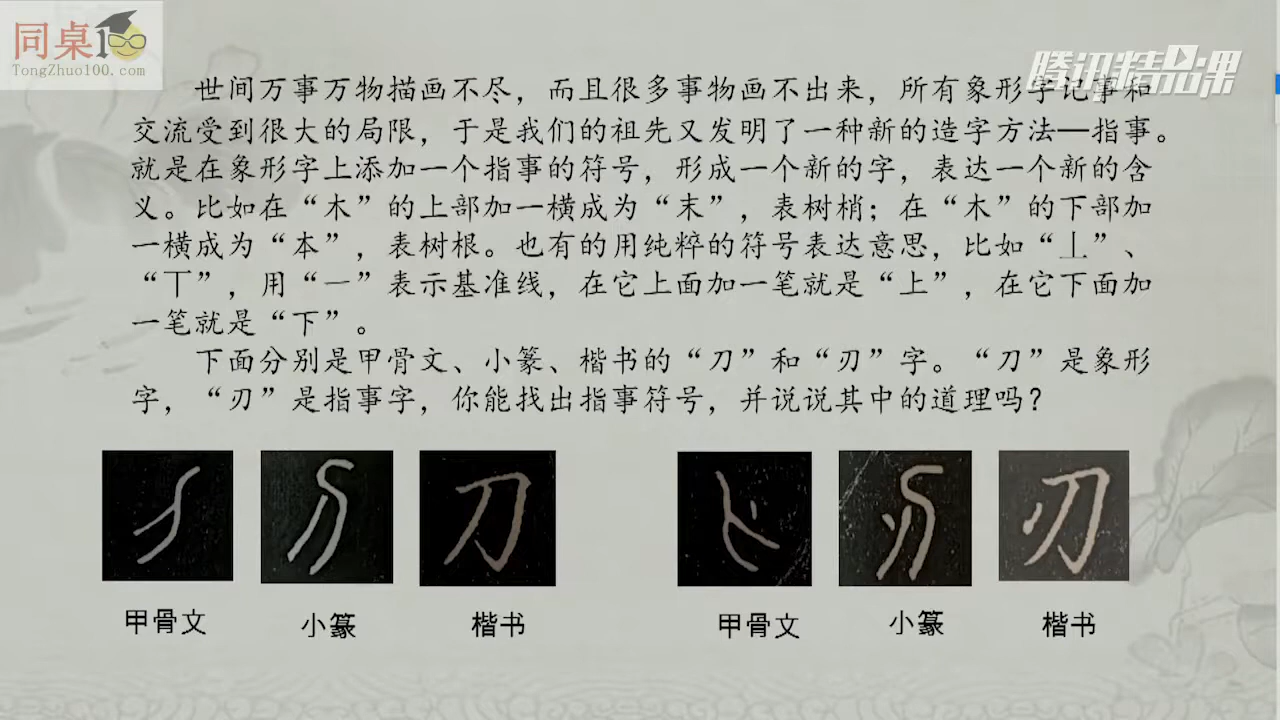 同桌100
TongZhuo100.com
腾讯精品课
世间万事万物描画不尽，而且很多事物画不出来，所有象形字记事和
交流受到很大的局限，于是我们的祖先又发明了一种新的造字方法—指事。
就是在象形字上添加一个指事的符号，形成一个新的字，表达一个新的含
义。比如在“木”的上部加一横成为“末”，表树梢；在“木”的下部加
一横成为“本”，表树根。也有的用纯粹的符号表达意思，比如“丄”、
“丅”，用“一”表示基准线，在它上面加一笔就是“上”，在它下面加
一笔就是“下”。
下面分别是甲骨文、小篆、楷书的“刀”和“刃”字。“刀”是象形
字，“刃”是指事字，你能找出指事符号，并说说其中的道理吗？
刀 刀 刀 刃 刃 刃
甲骨文 小篆 楷书 甲骨文 小篆 楷书